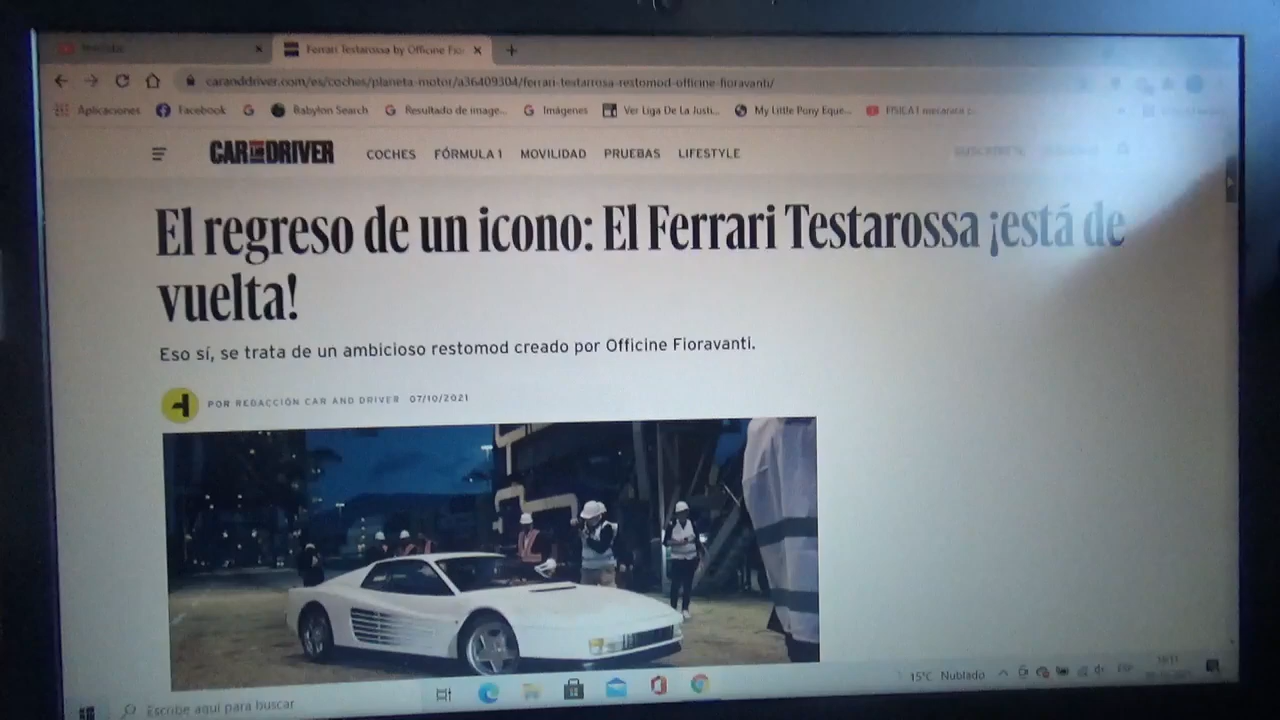 Ferrari Testarossa by Officine Fio
caranddriver.com/es/coches/planeta-motor/a36409304/ferrari-testarrosa-restomod-officine-fioravanti/
Aplicaciones Facebook Babylon Search Resultado de image... Imágenes Ver Liga De La Justi... My Little Pony Eque... FISICA I
CAR AND DRIVER COCHES FÓRMULA 1 MOVILIDAD PRUEBAS LIFESTYLE
El regreso de un icono: El Ferrari Testarossa ¡está de
vuelta!
Eso sí, se trata de un ambicioso restomod creado por Officine Fioravanti.
POR REDACCIÓN CAR AND DRIVER 07/10/2021
15°C Nublado ESP
Escribe aquí para buscar